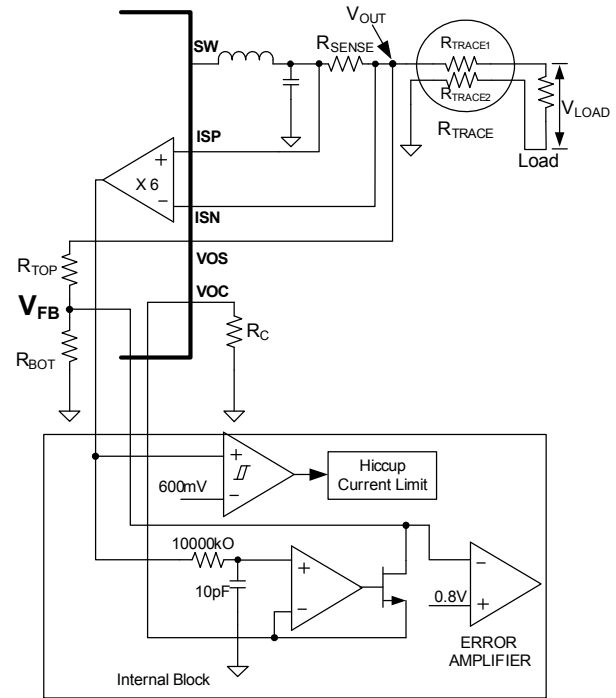 SW
RSENSE
VOUT
RTRACE1
RTRACE2
RTRACE
VLOAD
Load
ISP
+
X 6
−
ISN
RTOP
VOS
VOC
VFB
RC
RBOT
+
−
600mV
Hiccup
Current Limit
10000kO
10pF
+
−
−
0.8V
+
ERROR
AMPLIFIER
Internal Block